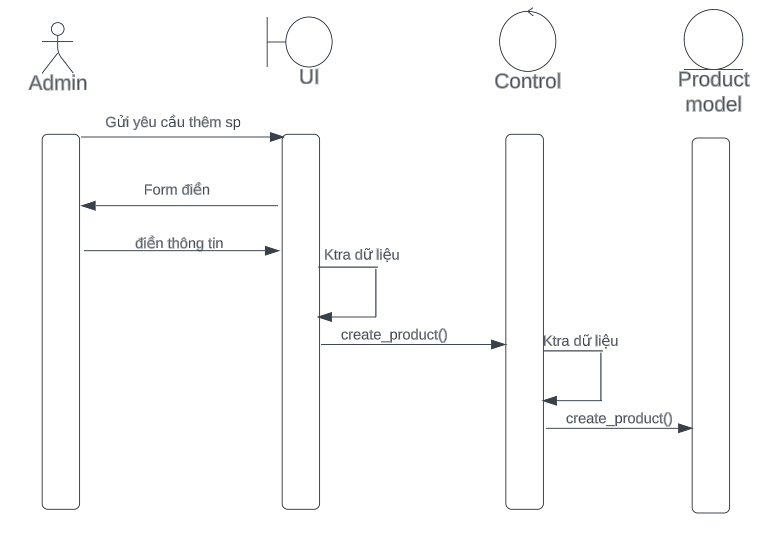 Admin
UI
Control
Product
model
Gửi yêu cầu thêm sp
Form điền
điền thông tin
Ktra dữ liệu
create_product()
Ktra dữ liệu
create_product()